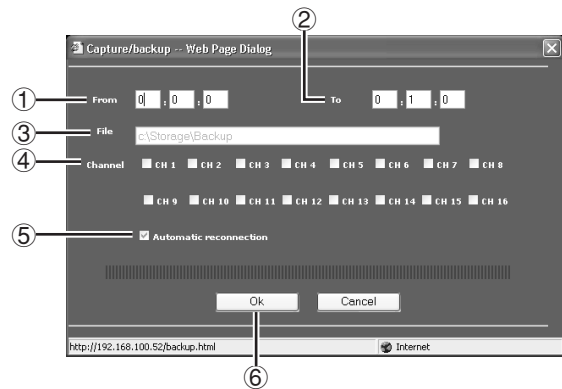 ②
Capture/backup -- Web Page Dialog
① From 0 : 0 : 0 To 0 : 1 : 0
③ File c:\Storage\Backup
④ Channel CH 1 CH 2 CH 3 CH 4 CH 5 CH 6 CH 7 CH 8
CH 9 CH 10 CH 11 CH 12 CH 13 CH 14 CH 15 CH 16
⑤ Automatic reconnection
Ok Cancel
http://192.168.100.52/backup.html Internet
⑥